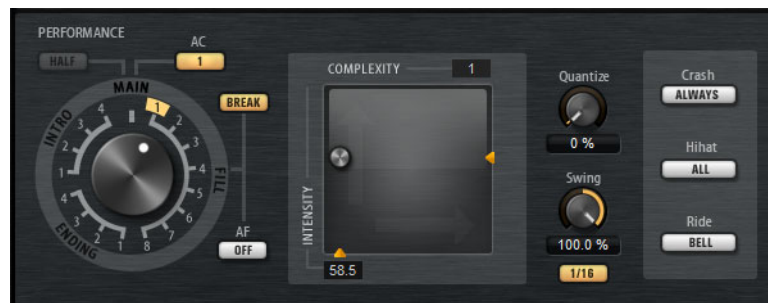 PERFORMANCE
HALF
AC
1
MAIN
INTRO
1
2
3
4
FILL
1
2
3
4
5
6
7
8
ENDING
1
2
3
4
BREAK
AF
OFF
COMPLEXITY
1
INTENSITY
58.5
Quantize
0 %
Swing
100.0 %
1/16
Crash
ALWAYS
Hihat
ALL
Ride
BELL